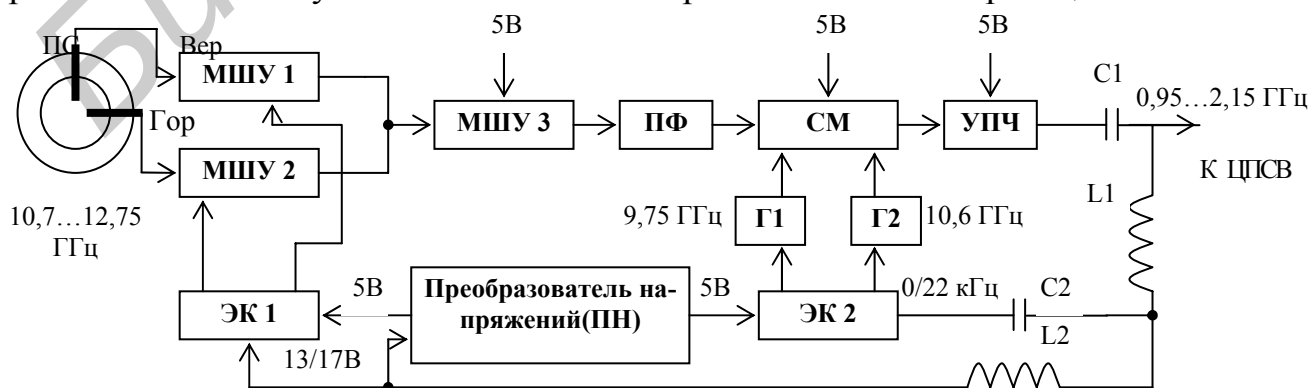 5В
5В
5В
ПС
Вер
МШУ 1
C1
0,95…2,15 ГГц
Гор
МШУ 3
ПФ
СМ
УПЧ
МШУ 2
К ЦПСВ
L1
10,7…12,75
ГГц
9,75 ГГц
Г1
Г2
10,6 ГГц
5В
Преобразователь на-
пряжений(ПН)
5В
0/22 кГц
C2
ЭК 1
ЭК 2
L2
13/17В